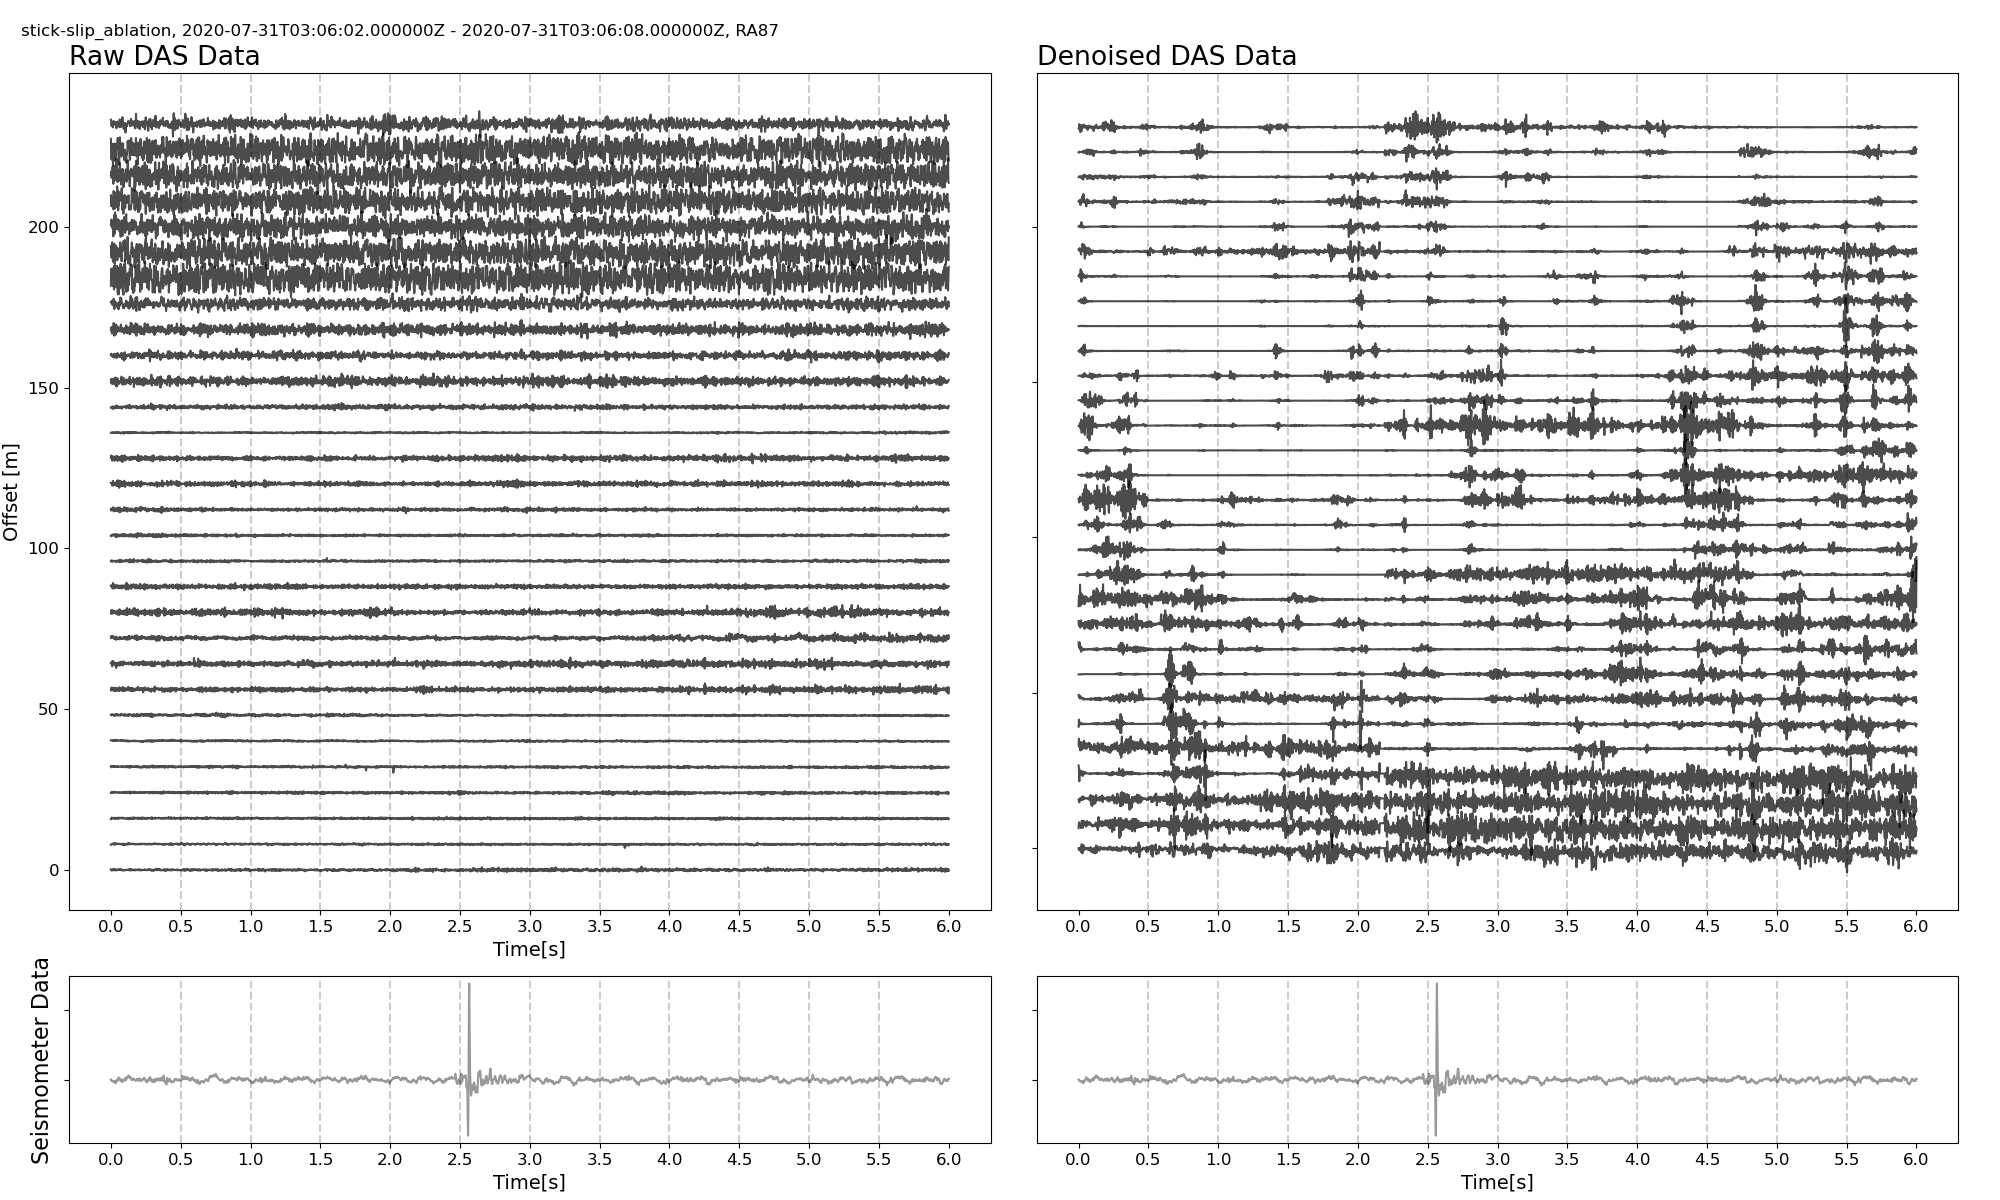 stick-slip_ablation, 2020-07-31T03:06:02.000000Z - 2020-07-31T03:06:08.000000Z, RA87
Raw DAS Data
Denoised DAS Data
Offset [m]
200
150
100
50
0
0.0 0.5 1.0 1.5 2.0 2.5 3.0 3.5 4.0 4.5 5.0 5.5 6.0
Time[s]
0.0 0.5 1.0 1.5 2.0 2.5 3.0 3.5 4.0 4.5 5.0 5.5 6.0
Seismometer Data
0.0 0.5 1.0 1.5 2.0 2.5 3.0 3.5 4.0 4.5 5.0 5.5 6.0
Time[s]
0.0 0.5 1.0 1.5 2.0 2.5 3.0 3.5 4.0 4.5 5.0 5.5 6.0
Time[s]